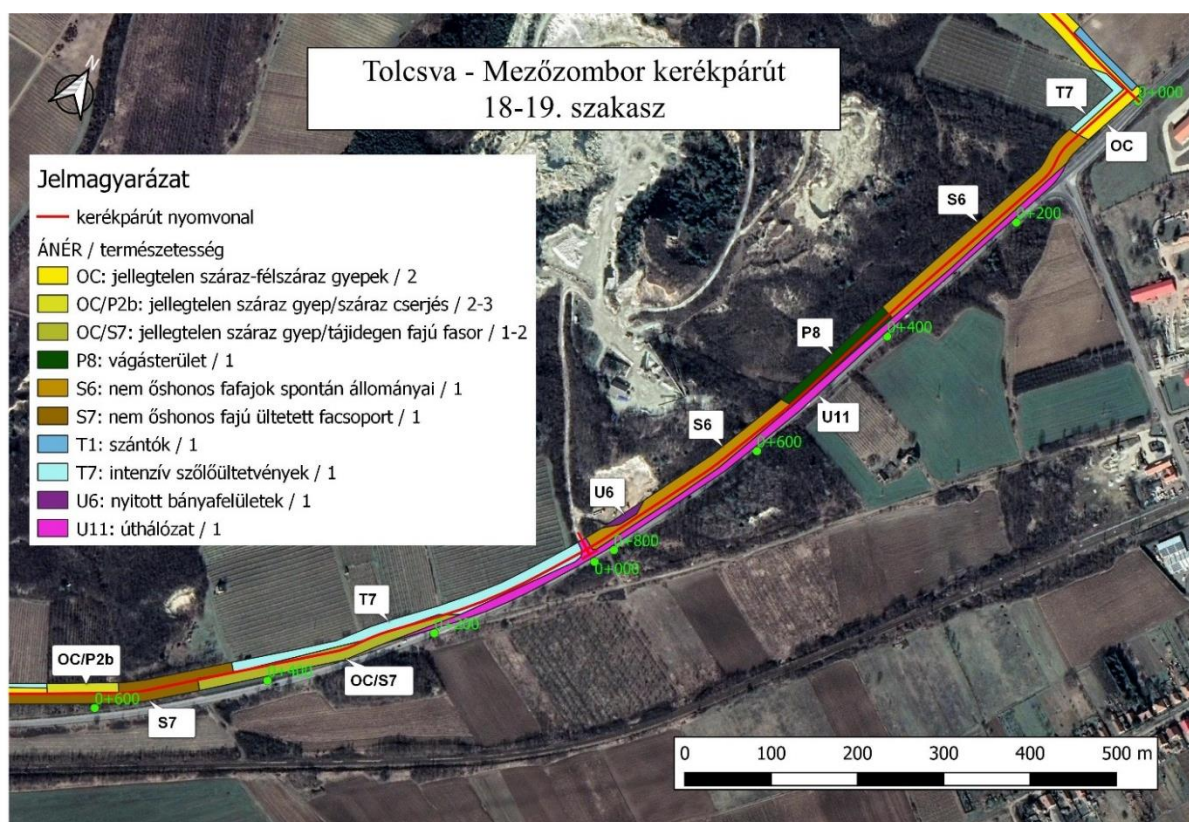 Tolcsva - Mezőzombor kerékpárút
18-19. szakasz
N
Jelmagyarázat
kerékpárút nyomvonal
ÁNÉR / természetesség
OC: jellegtelen száraz-félszáraz gyepek / 2
OC/P2b: jellegtelen száraz gyep/száraz cserjés / 2-3
OC/S7: jellegtelen száraz gyep/tájidegen fajú fasor / 1-2
P8: vágásterület / 1
S6: nem őshonos fafajok spontán állományai / 1
S7: nem őshonos fajú ültetett facsoport / 1
T1: szántók / 1
T7: intenzív szőlőültetvények / 1
U6: nyitott bányafelületek / 1
U11: úthálózat / 1
T7
0+000
OC
S6
0+200
P8
0+400
U11
S6
0+600
U6
0+800
0+000
T7
0+200
OC/P2b
0+400
OC/S7
0+600
S7
0 100 200 300 400 500 m